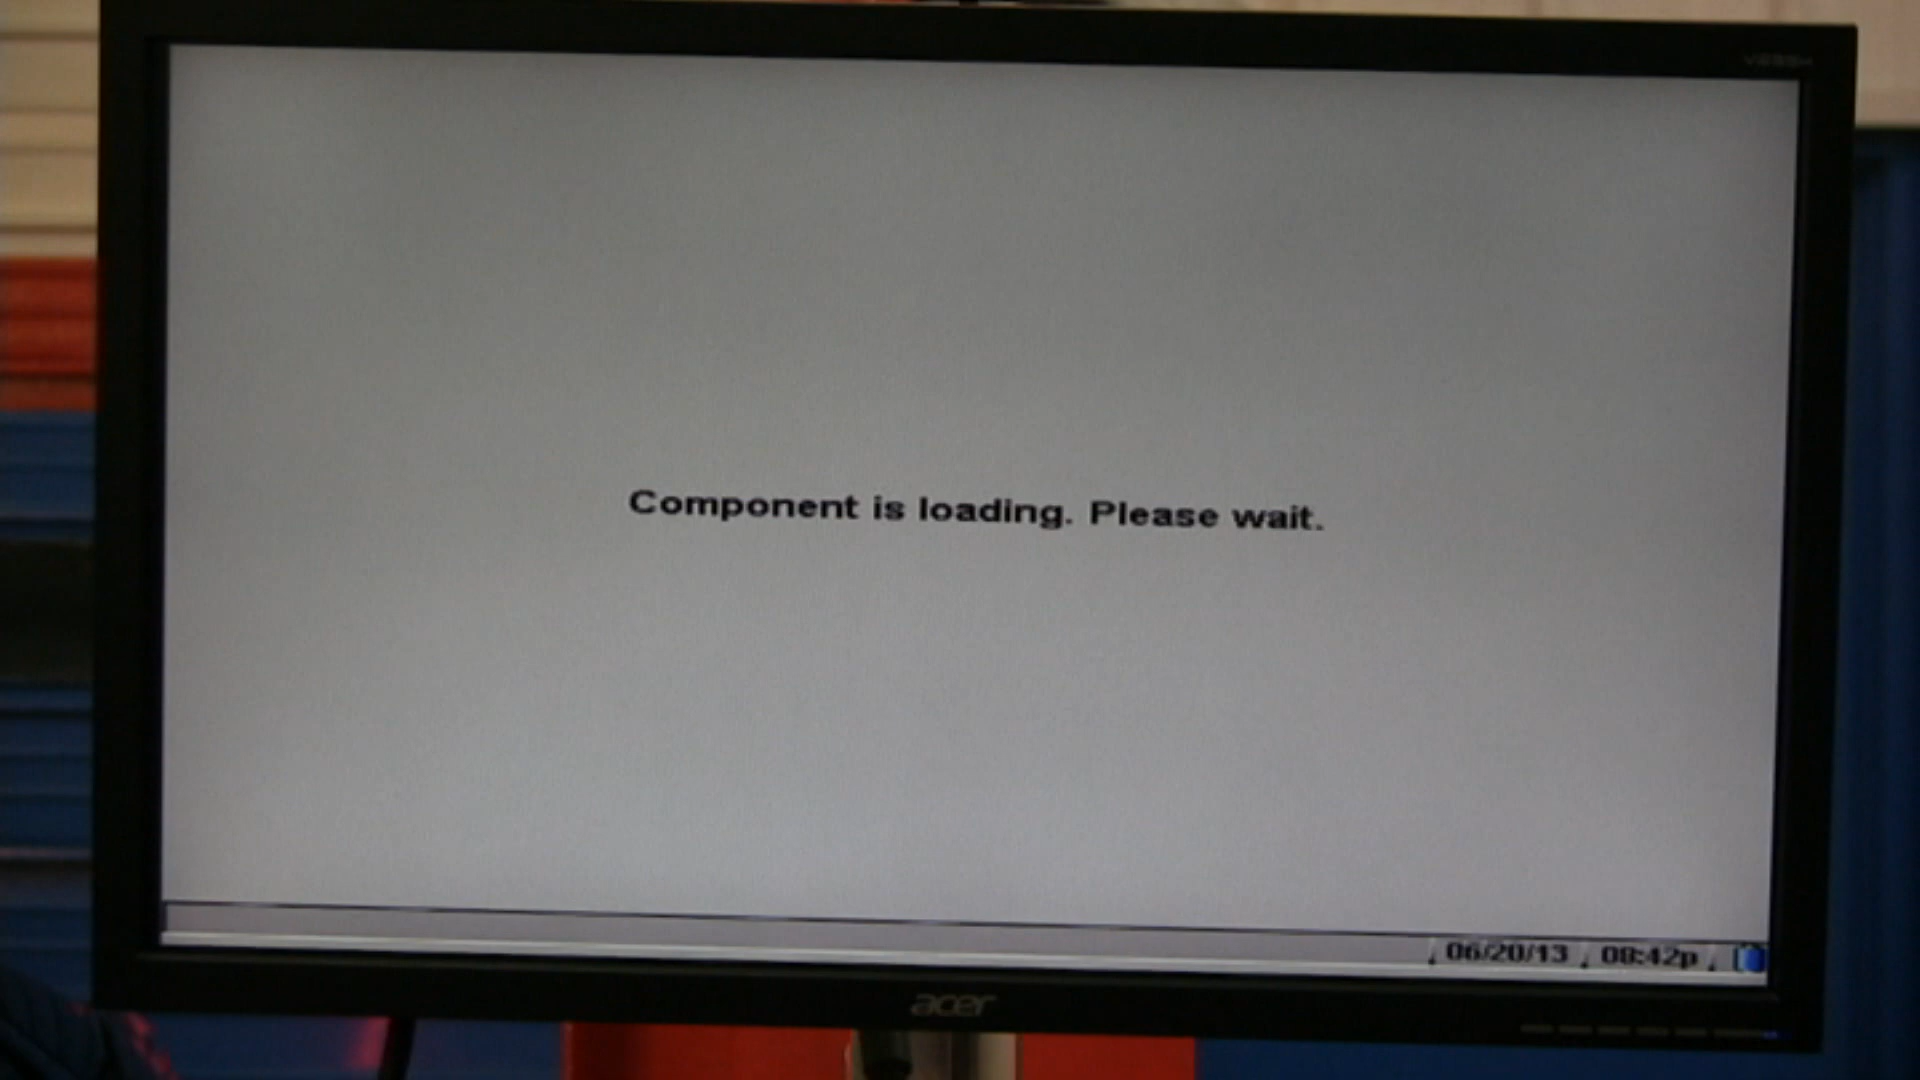 Component is loading. Please wait.
06/20/13 08:42p
acer